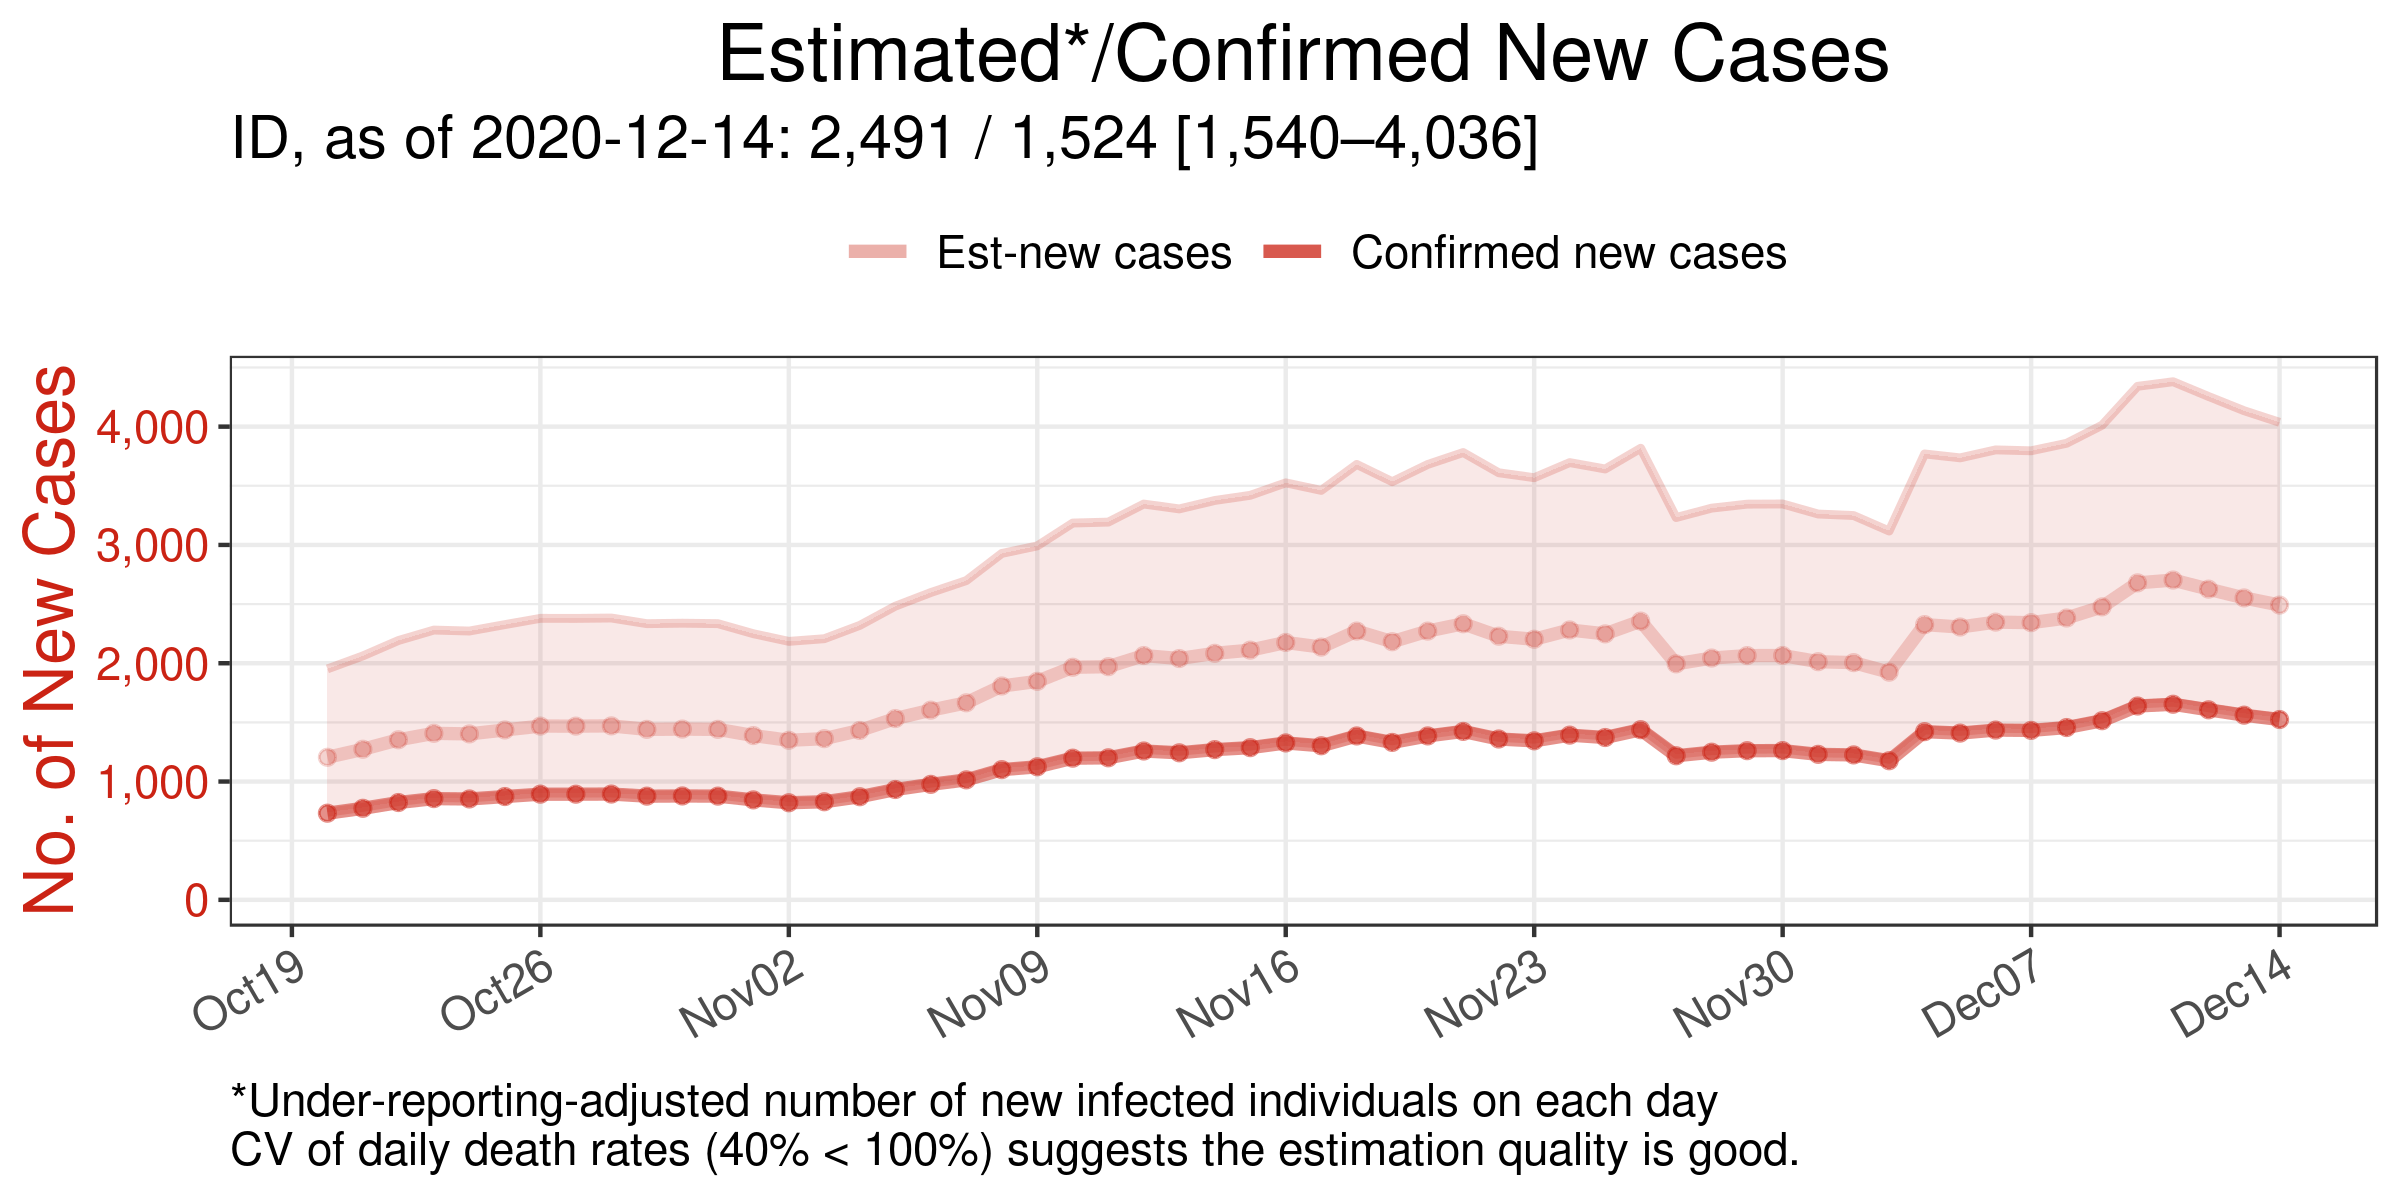 Estimated*/Confirmed New Cases
ID, as of 2020-12-14: 2,491 / 1,524 [1,540–4,036]
Est-new cases
Confirmed new cases
No. of New Cases
4,000
3,000
2,000
1,000
0
Oct19
Oct26
Nov02
Nov09
Nov16
Nov23
Nov30
Dec07
Dec14
*Under-reporting-adjusted number of new infected individuals on each day
CV of daily death rates (40% < 100%) suggests the estimation quality is good.